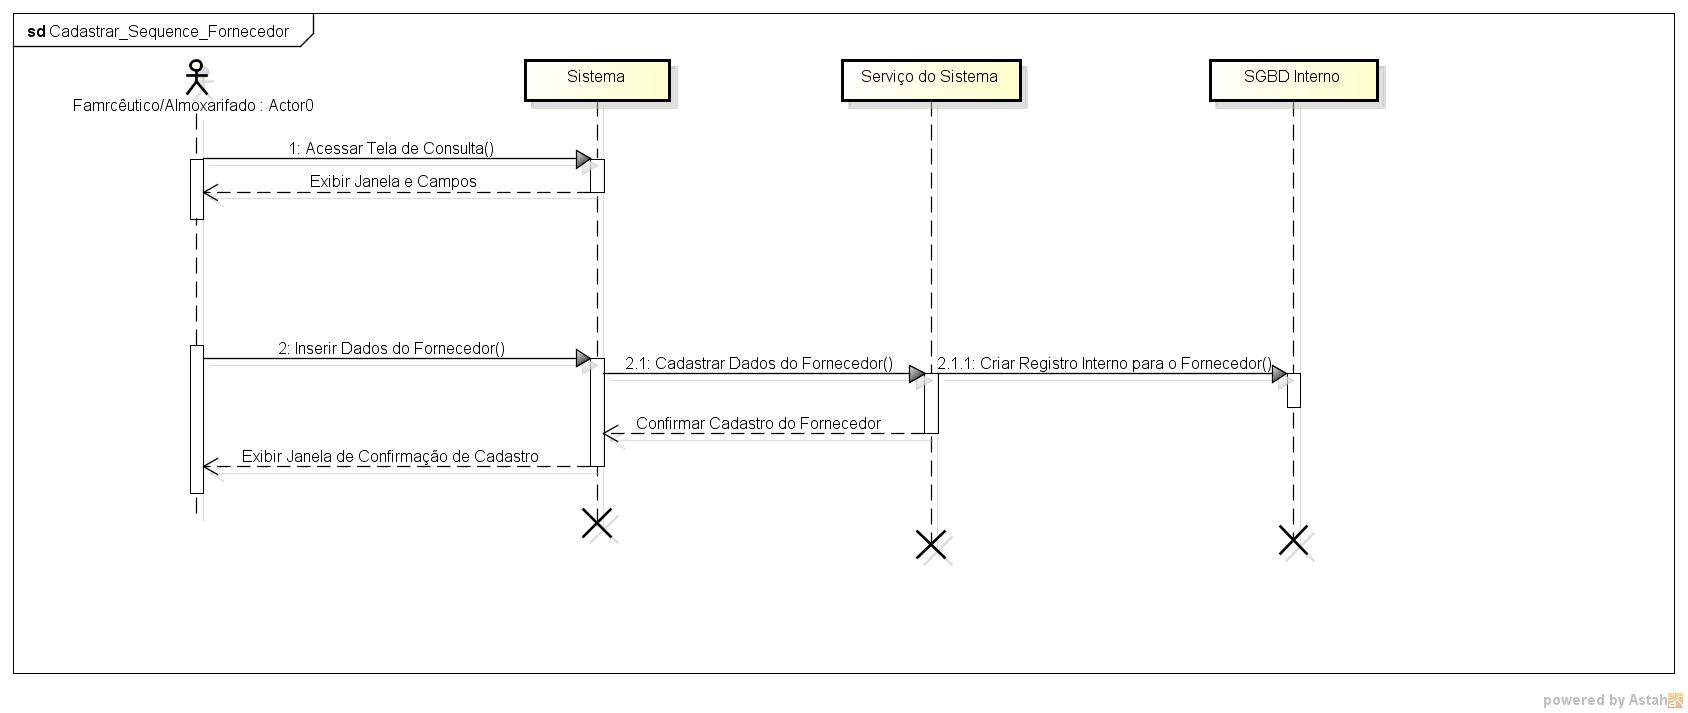 sd Cadastrar_Sequence_Fornecedor
Sistema
Serviço do Sistema
SGBD Interno
Famrcêutico/Almoxarifado : Actor0
1: Acessar Tela de Consulta()
Exibir Janela e Campos
2: Inserir Dados do Fornecedor()
2.1: Cadastrar Dados do Fornecedor()
2.1.1: Criar Registro Interno para o Fornecedor()
Confirmar Cadastro do Fornecedor
Exibir Janela de Confirmação de Cadastro
powered by Astah